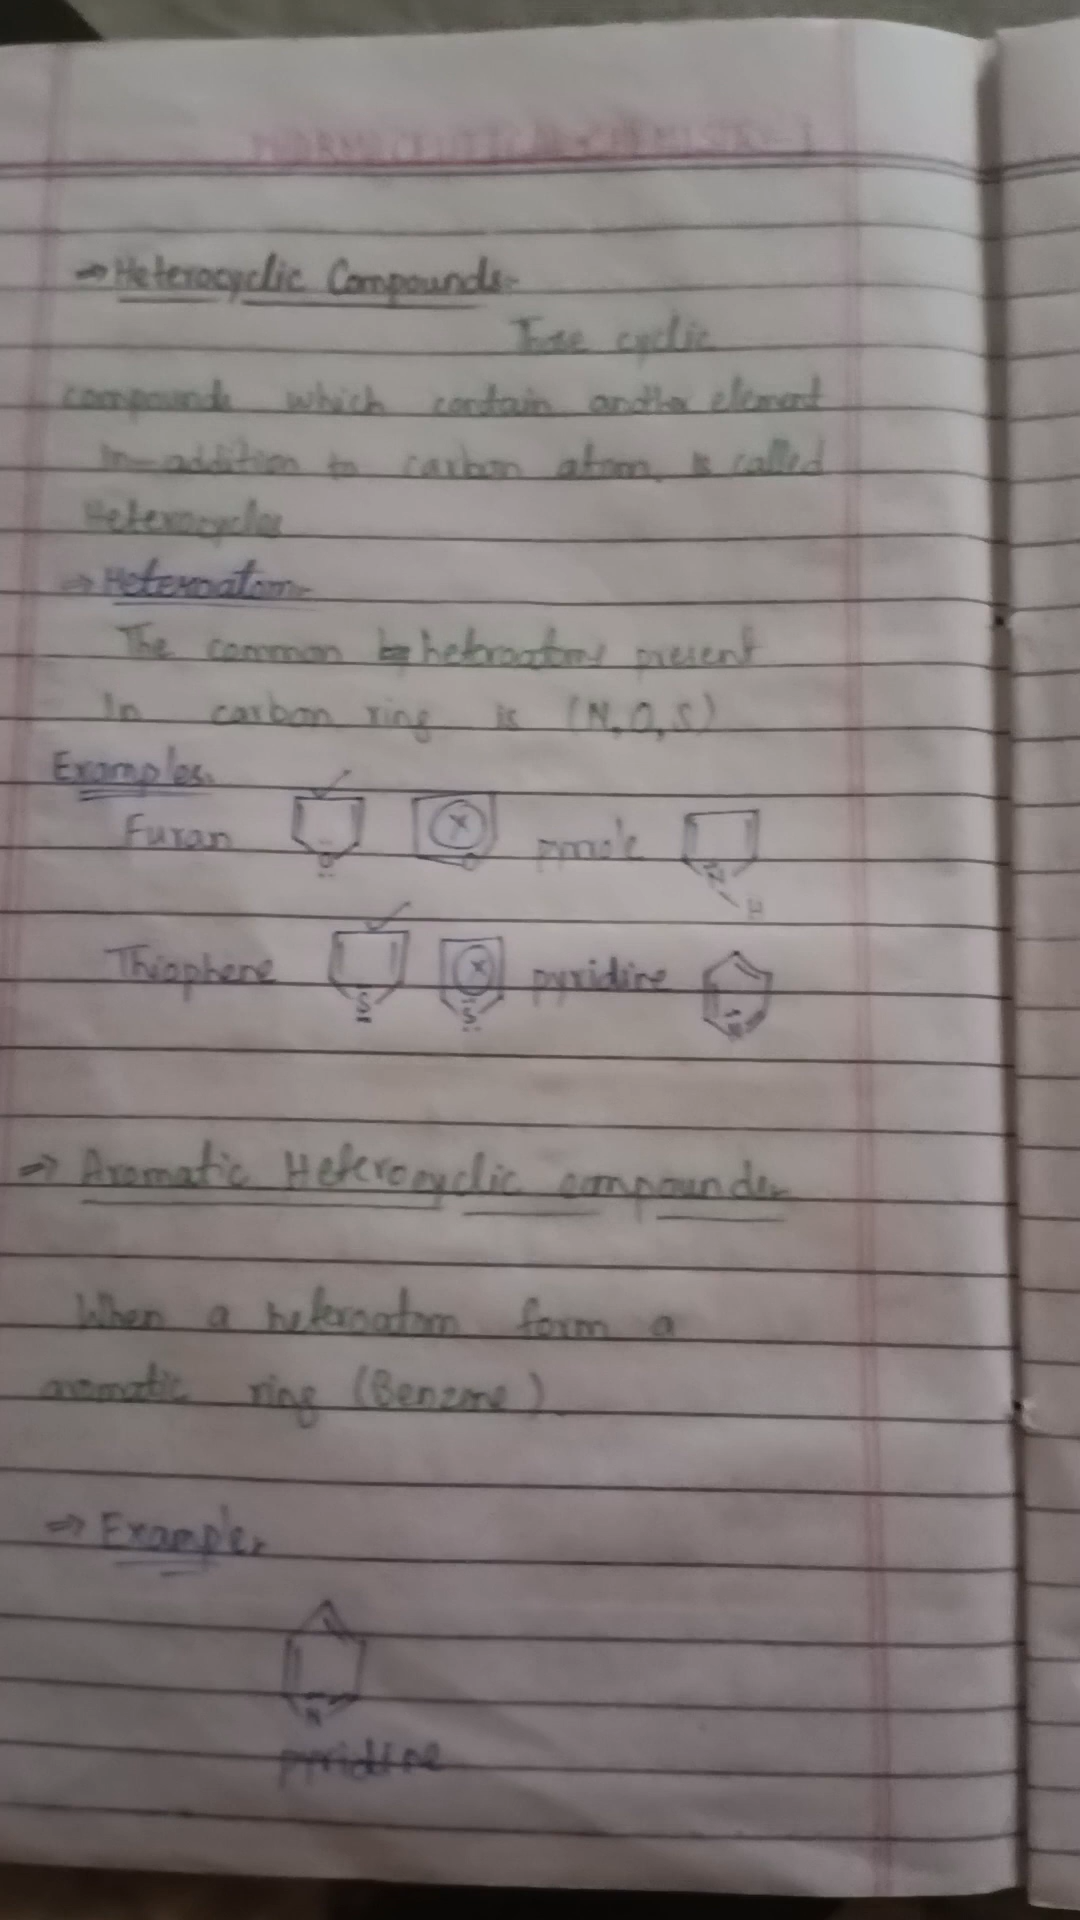 ⇒ Heterocyclic Compounds:-
Those cyclic
compounds which contain another element
in addition to carbon atom is called
Heterocycles
⇒ Heteroatom:-
The common hetroatoms present
In carbon ring is (N, O, S)
Examples.
Furan O O pyrrole N H
Thiophene S S pyridine N
⇒ Aromatic Heterocyclic compounds
When a heteroatom form a
aromatic ring (Benzene)
⇒ Example,
N
pyridine